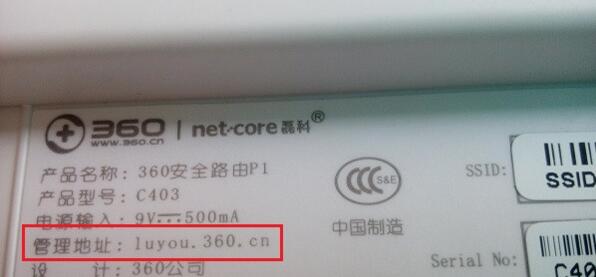 360 | net-core 磊科®
www.360.cn
产品名称: 360安全路由P1
产品型号: C403
电源输入: 9V⎓500mA
管理地址: luyou.360.cn
设 计: 360公司
CCC S&E
中国制造
SSID:
SSID
Serial No.:
C40